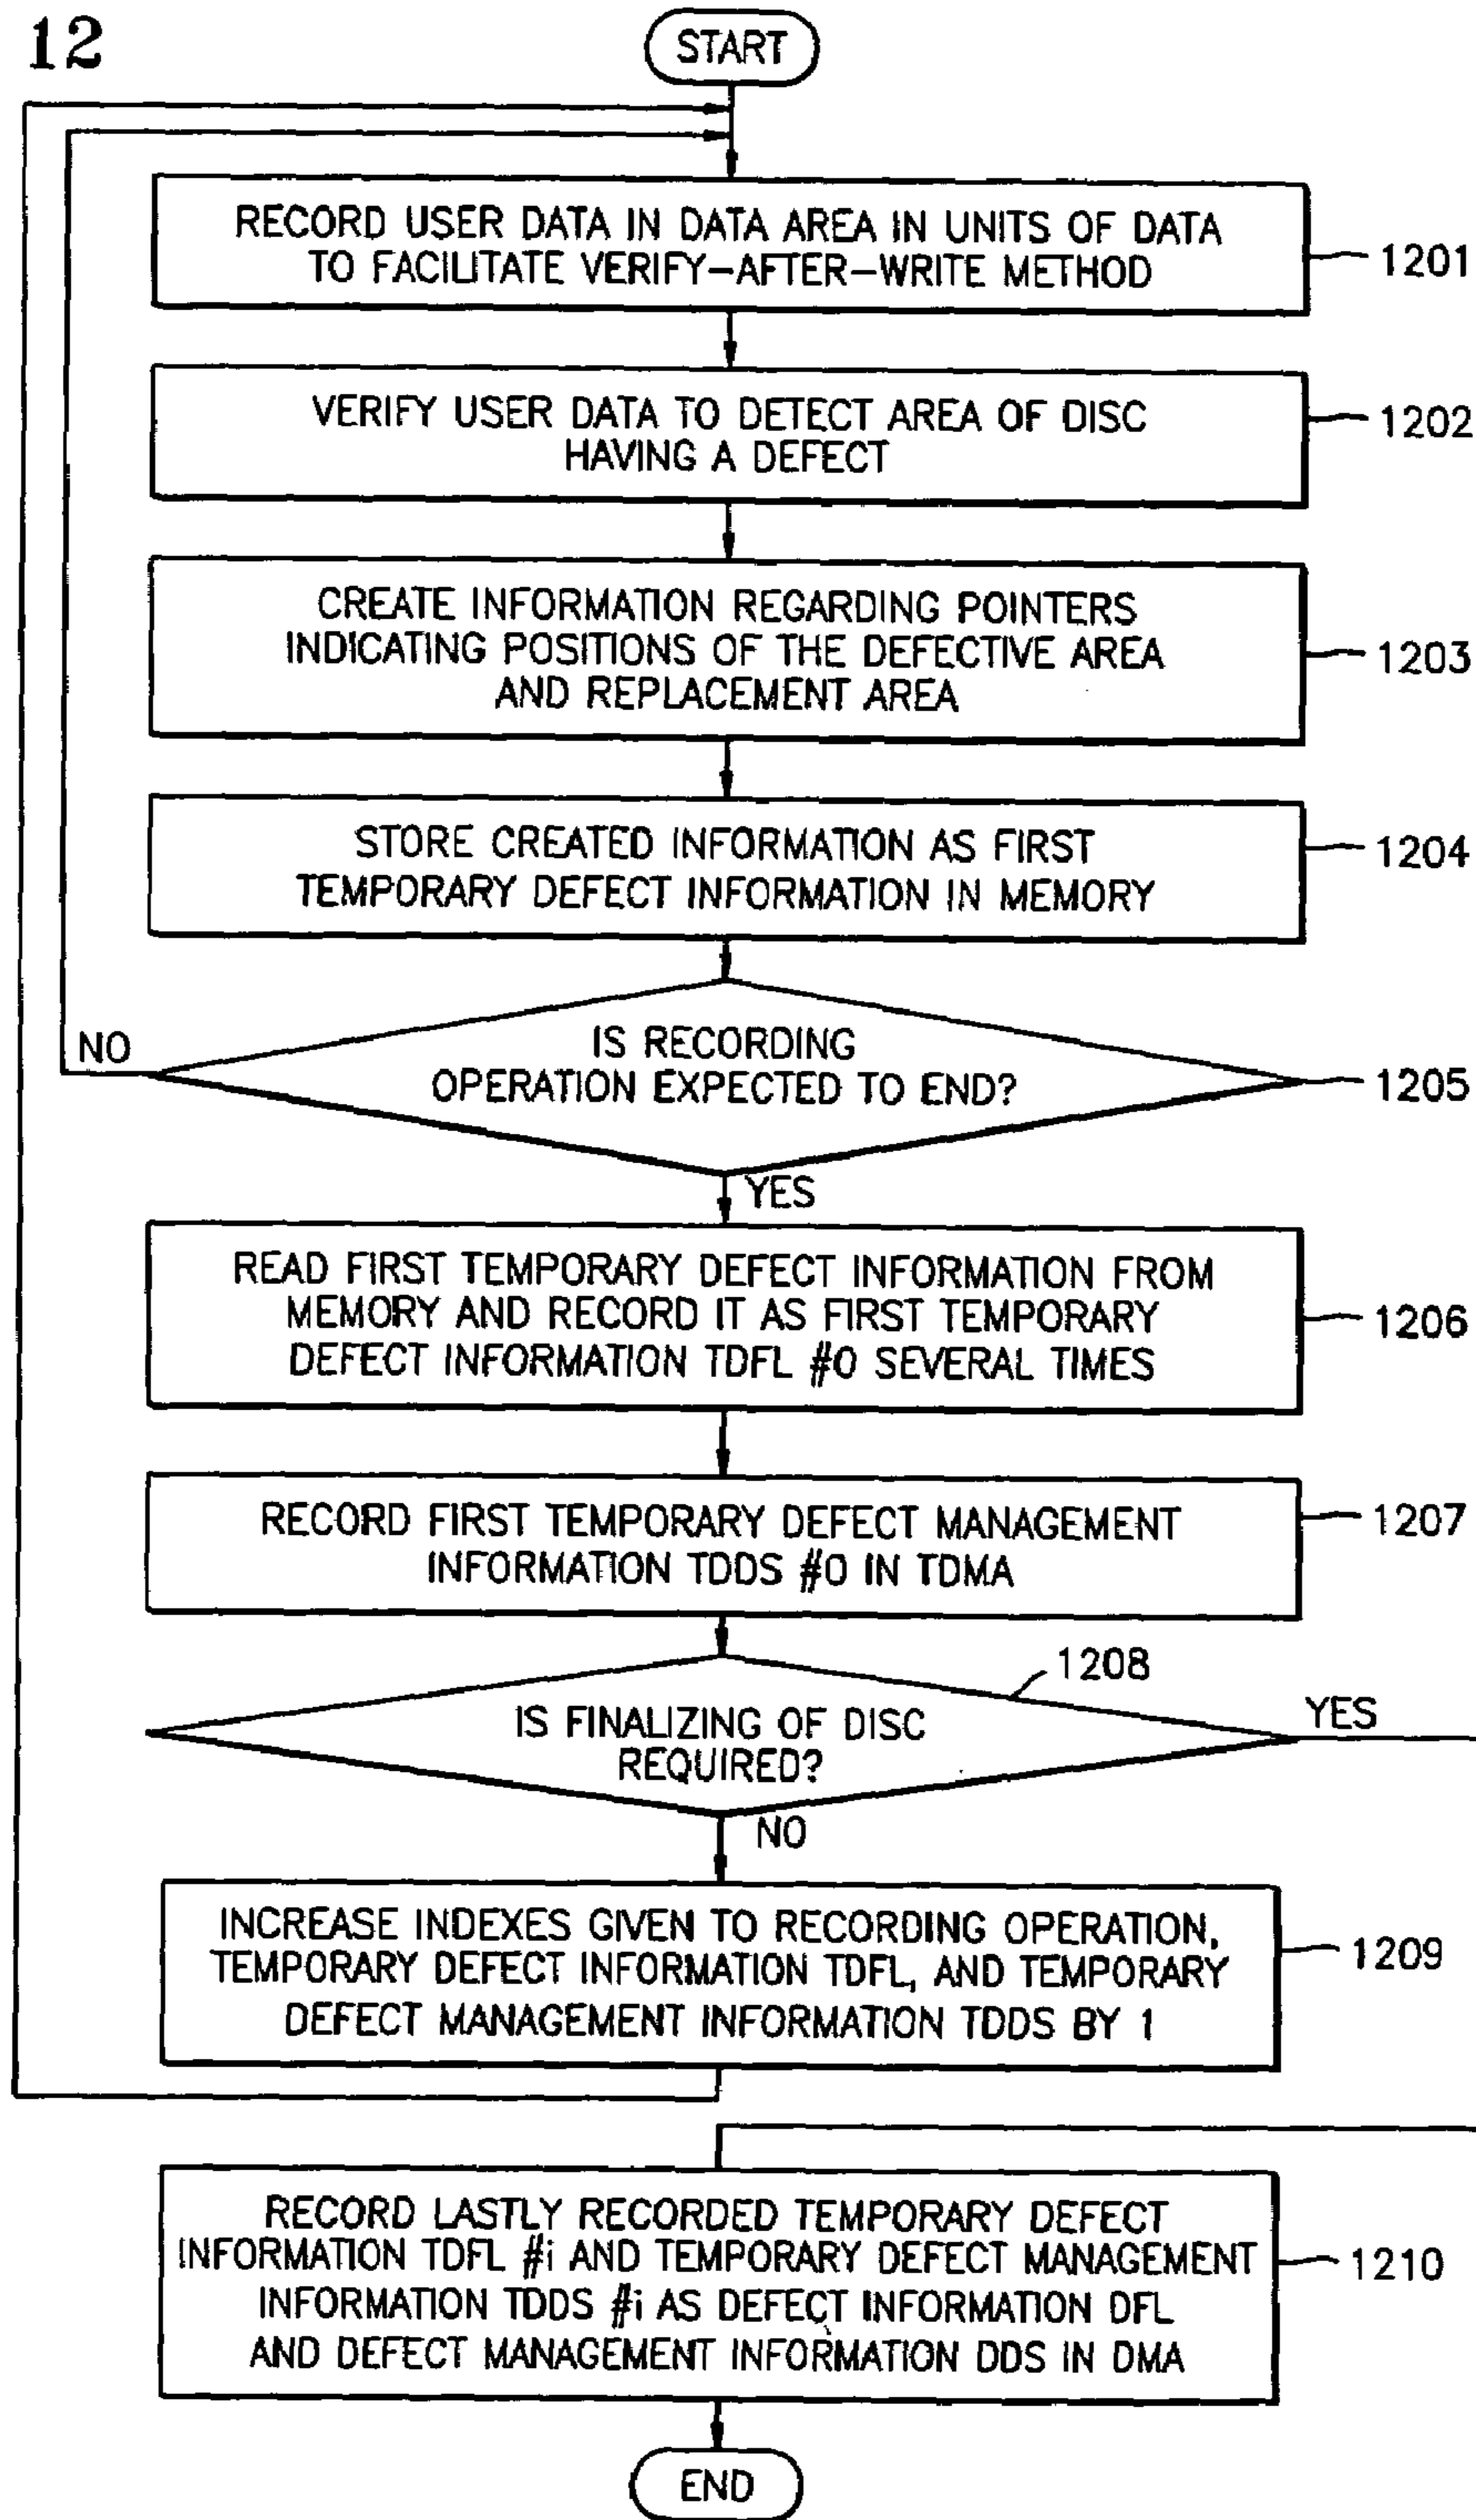 12
START
RECORD USER DATA IN DATA AREA IN UNITS OF DATA
TO FACILITATE VERIFY-AFTER-WRITE METHOD
1201
VERIFY USER DATA TO DETECT AREA OF DISC
HAVING A DEFECT
1202
CREATE INFORMATION REGARDING POINTERS
INDICATING POSITIONS OF THE DEFECTIVE AREA
AND REPLACEMENT AREA
1203
STORE CREATED INFORMATION AS FIRST
TEMPORARY DEFECT INFORMATION IN MEMORY
1204
IS RECORDING
OPERATION EXPECTED TO END?
1205
NO
YES
READ FIRST TEMPORARY DEFECT INFORMATION FROM
MEMORY AND RECORD IT AS FIRST TEMPORARY
DEFECT INFORMATION TDFL #0 SEVERAL TIMES
1206
RECORD FIRST TEMPORARY DEFECT MANAGEMENT
INFORMATION TDDS #0 IN TDMA
1207
1208
IS FINALIZING OF DISC
REQUIRED?
YES
NO
INCREASE INDEXES GIVEN TO RECORDING OPERATION,
TEMPORARY DEFECT INFORMATION TDFL, AND TEMPORARY
DEFECT MANAGEMENT INFORMATION TDDS BY 1
1209
RECORD LASTLY RECORDED TEMPORARY DEFECT
INFORMATION TDFL #i AND TEMPORARY DEFECT MANAGEMENT
INFORMATION TDDS #i AS DEFECT INFORMATION DFL
AND DEFECT MANAGEMENT INFORMATION DDS IN DMA
1210
END